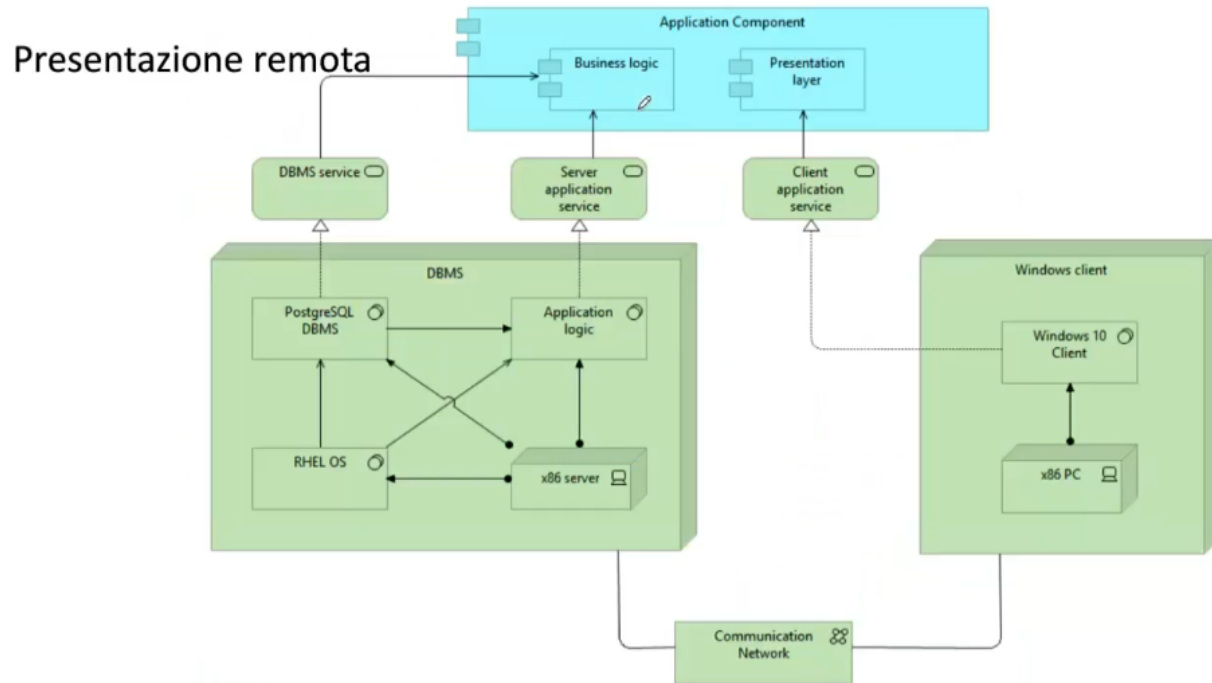 Presentazione remota
Application Component
Business logic
Presentation
layer
DBMS service
Server
application
service
Client
application
service
DBMS
PostgreSQL
DBMS
Application
logic
RHEL OS
x86 server
Windows client
Windows 10
Client
x86 PC
Communication
Network